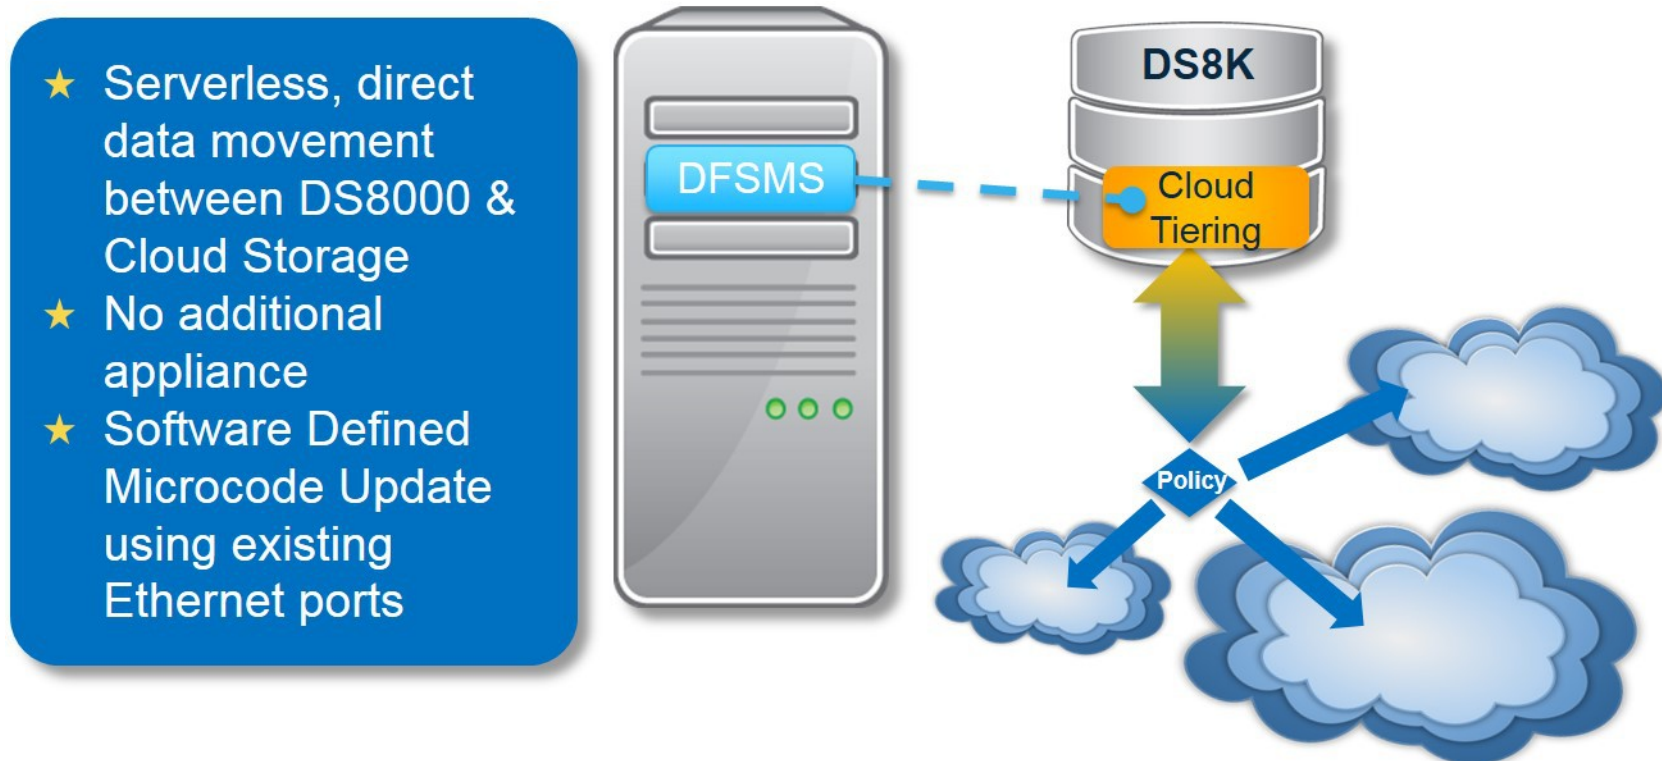 Serverless, direct
data movement
between DS8000 &
Cloud Storage
No additional
appliance
Software Defined
Microcode Update
using existing
Ethernet ports
DFSMS
DS8K
Cloud
Tiering
Policy